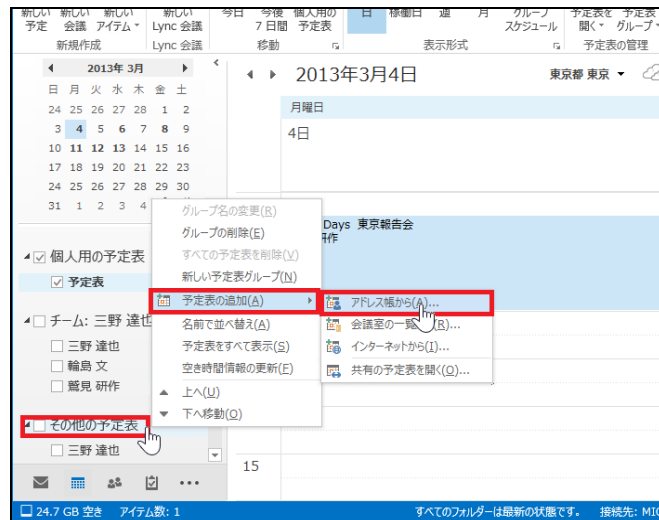 新しい 新しい 新しい 新しい 今日 今後 個人用の 日 稼働日 週 月 グループ 予定表を 予定表
予定 会議 アイテム Lync 会議 7 日間 予定表 スケジュール 開く グループ
新規作成 Lync 会議 移動 表示形式 予定表の管理
2013年 3月
日 月 火 水 木 金 土
24 25 26 27 28 1 2
3 4 5 6 7 8 9
10 11 12 13 14 15 16
17 18 19 20 21 22 23
24 25 26 27 28 29 30
31 1 2 3 4
2013年3月4日
東京都 東京
月曜日
4日
Days 東京報告会
研作
15
個人用の予定表
予定表
チーム: 三野 達也
三野 達也
輪島 文
鷲見 研作
その他の予定表
三野 達也
グループ名の変更(R)
グループの削除(E)
すべての予定表を削除(V)
新しい予定表グループ(N)
予定表の追加(A)
名前で並べ替え(A)
予定表をすべて表示(S)
空き時間情報の更新(F)
上へ(U)
下へ移動(O)
アドレス帳から(A)...
会議室の一覧 (R)...
インターネットから(I)...
共有の予定表を開く(O)...
24.7 GB 空き アイテム数: 1 すべてのフォルダーは最新の状態です。 接続先: MIC